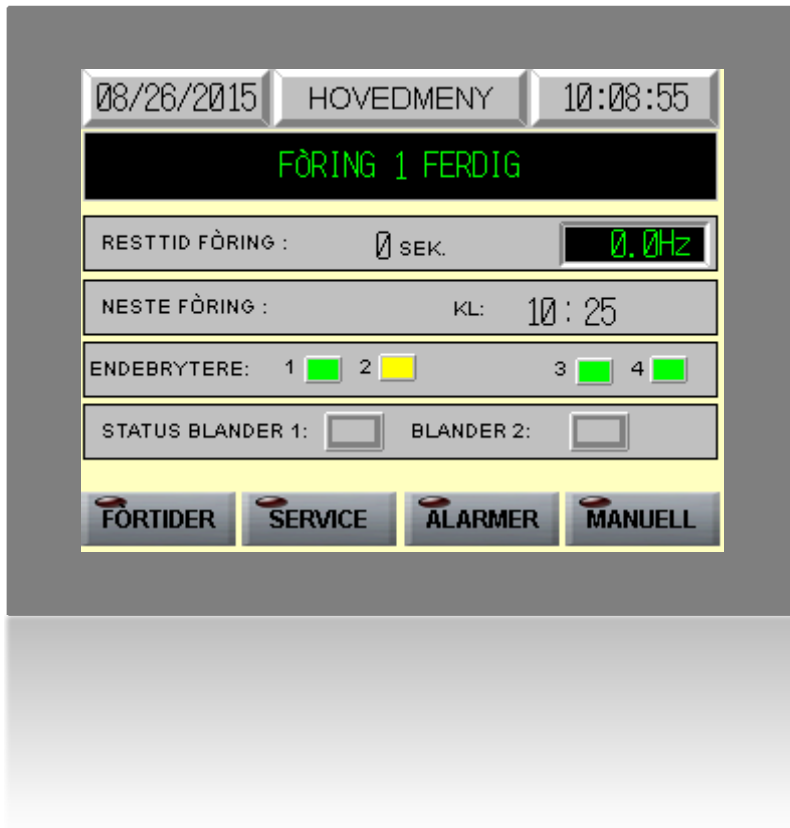 08/26/2015 HOVEDMENY 10:08:55
FòRING 1 FERDIG
RESTTID FÒRING : 0 SEK. 0.0Hz
NESTE FÒRING : KL: 10 : 25
ENDEBRYTERE: 1 2 3 4
STATUS BLANDER 1: BLANDER 2:
FÒRTIDER SERVICE ALARMER MANUELL